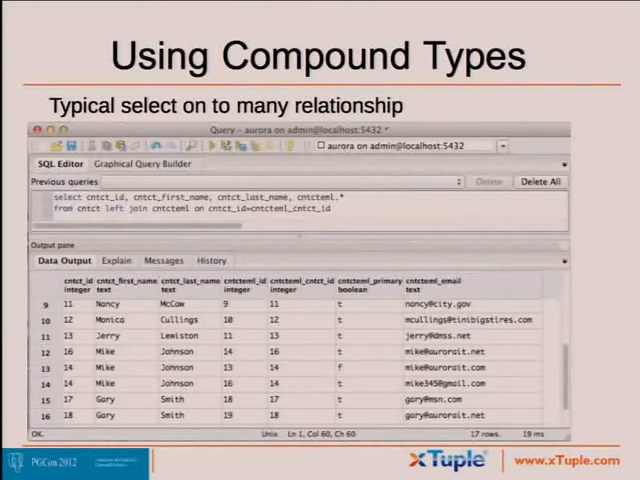 Using Compound Types
Typical select on to many relationship
Query - aurora on admin@localhost:5432 *
aurora on admin@localhost:5432
SQL Editor Graphical Query Builder
Previous queries Delete Delete All
select cntct_id, cntct_first_name, cntct_last_name, cntcteml.*
from cntct left join cntcteml on cntct_id=cntcteml_cntct_id
Output pane
Data Output Explain Messages History
cntct_id cntct_first_name cntct_last_name cntcteml_id cntcteml_cntct_id cntcteml_primary cntcteml_email
integer text text integer integer boolean text
9 11 Nancy McCaw 9 11 t nancy@city.gov
10 12 Monica Cullings 10 12 t mcullings@tinibigstires.com
11 13 Jerry Lewiston 11 13 t jerry@dmss.net
12 16 Mike Johnson 14 16 t mike@aurorait.net
13 14 Mike Johnson 13 14 f mike@aurorait.com
14 14 Mike Johnson 16 14 t mike345@gmail.com
15 17 Gary Smith 18 17 t gary@msn.com
16 18 Gary Smith 19 18 t gary@aurorait.net
OK. Unix Ln 1, Col 60, Ch 60 17 rows. 19 ms
PGCon 2012
xTuple
www.xTuple.com